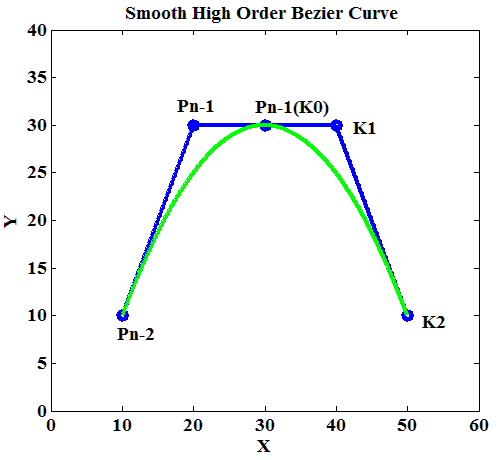 Smooth High Order Bezier Curve
40
35
30
25
20
15
10
5
0
Y
Pn-1
Pn-1(K0)
K1
Pn-2
K2
0 10 20 30 40 50 60
X